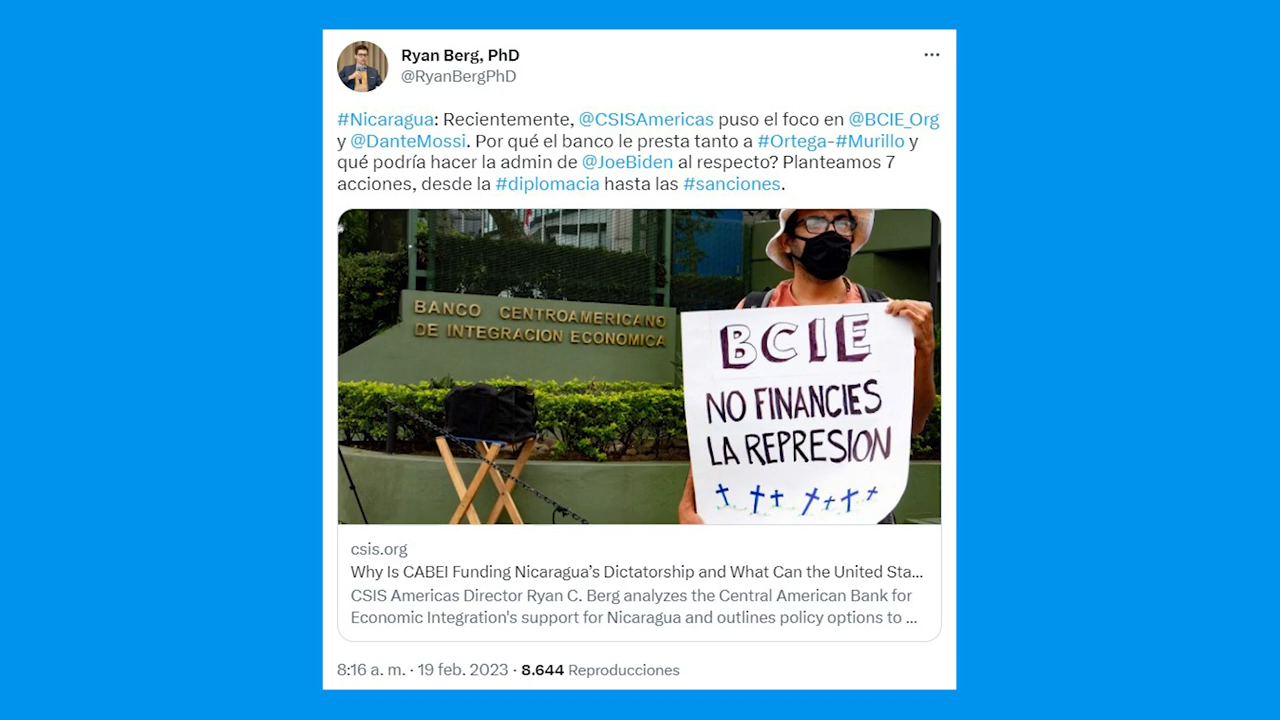 Ryan Berg, PhD
@RyanBergPhD
#Nicaragua: Recientemente, @CSISAmericas puso el foco en @BCIE_Org
y @DanteMossi. Por qué el banco le presta tanto a #Ortega-#Murillo y
qué podría hacer la admin de @JoeBiden al respecto? Planteamos 7
acciones, desde la #diplomacia hasta las #sanciones.
BANCO CENTROAMERICANO
DE INTEGRACION ECONOMICA
BCIE
NO FINANCIES
LA REPRESION
csis.org
Why Is CABEI Funding Nicaragua’s Dictatorship and What Can the United Sta...
CSIS Americas Director Ryan C. Berg analyzes the Central American Bank for
Economic Integration's support for Nicaragua and outlines policy options to ...
8:16 a. m. · 19 feb. 2023 · 8.644 Reproducciones